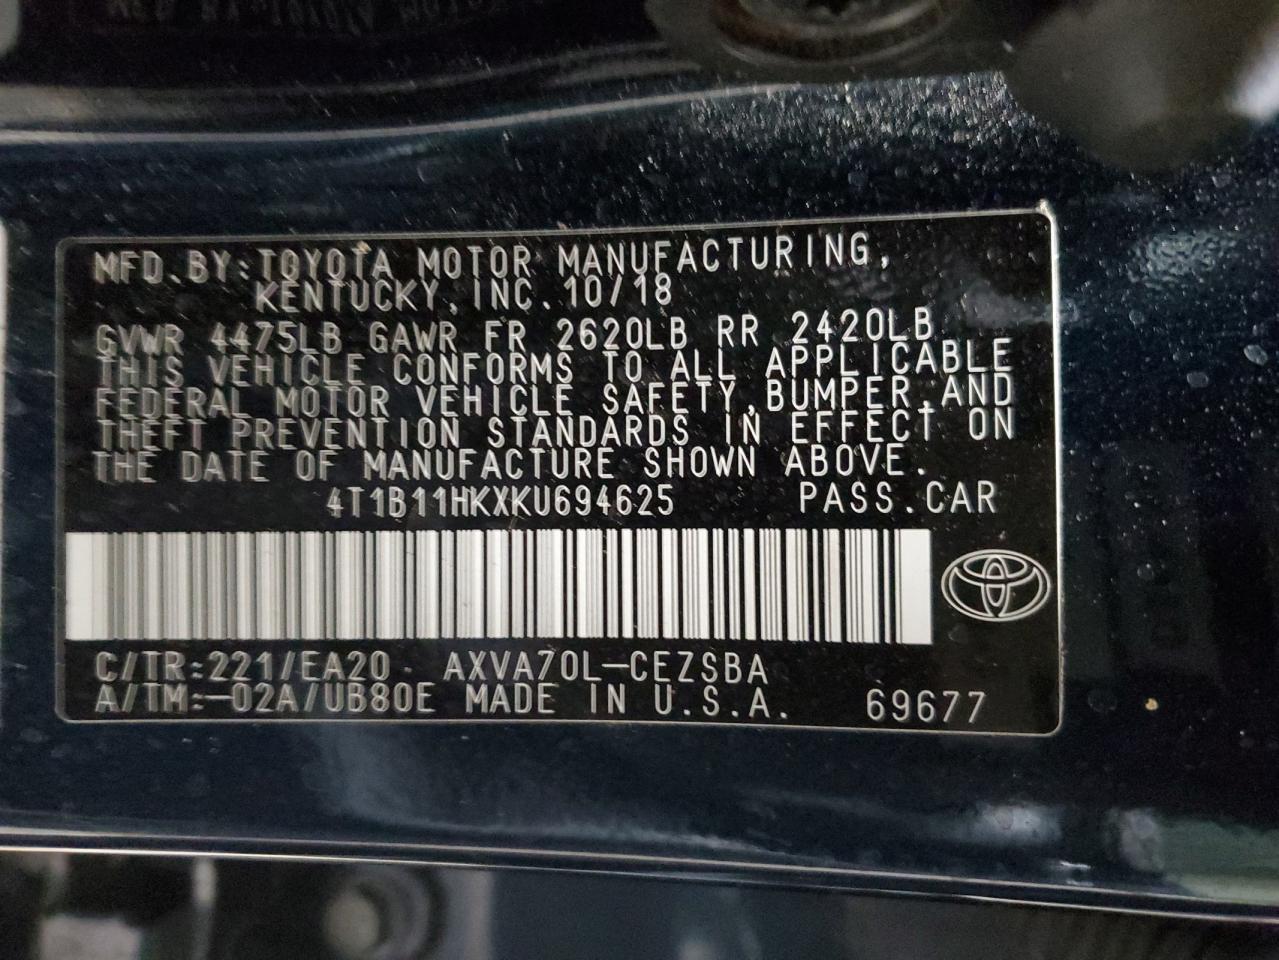 MFD.BY:TOYOTA MOTOR MANUFACTURING,
KENTUCKY, INC. 10/18
GVWR 4475LB GAWR FR 2620LB RR 2420LB
THIS VEHICLE CONFORMS TO ALL APPLICABLE
FEDERAL MOTOR VEHICLE SAFETY,BUMPER,AND
THEFT PREVENTION STANDARDS IN EFFECT ON
THE DATE OF MANUFACTURE SHOWN ABOVE.
4T1B11HKXKU694625 PASS.CAR
C/TR:221/EA20 AXVA70L-CEZSBA
A/TM:-02A/UB80E MADE IN U.S.A. 69677